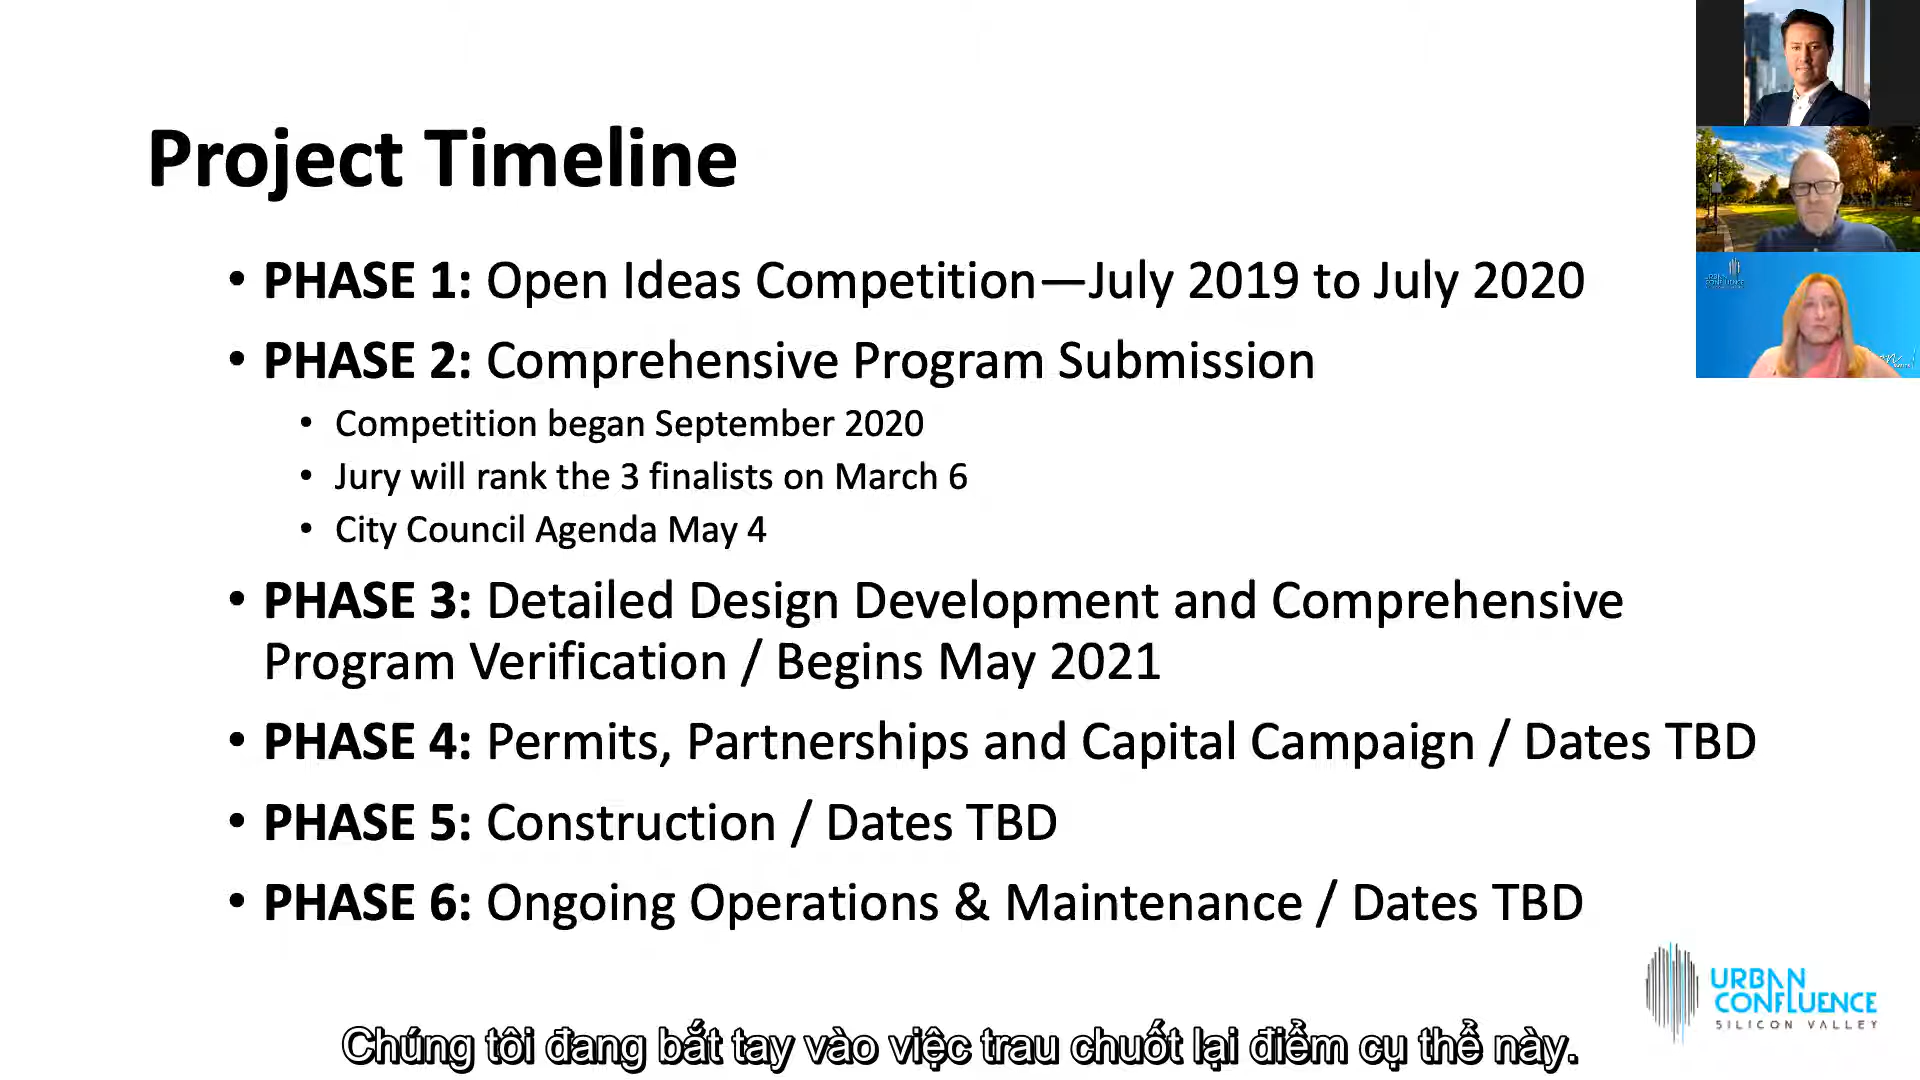 Project Timeline
• PHASE 1: Open Ideas Competition—July 2019 to July 2020
• PHASE 2: Comprehensive Program Submission
• Competition began September 2020
• Jury will rank the 3 finalists on March 6
• City Council Agenda May 4
• PHASE 3: Detailed Design Development and Comprehensive
Program Verification / Begins May 2021
• PHASE 4: Permits, Partnerships and Capital Campaign / Dates TBD
• PHASE 5: Construction / Dates TBD
• PHASE 6: Ongoing Operations & Maintenance / Dates TBD
URBAN
CONFLUENCE
URBAN
CONFLUENCE
SILICON VALLEY
Chúng tôi đang bắt tay vào việc trau chuốt lại điểm cụ thể này.